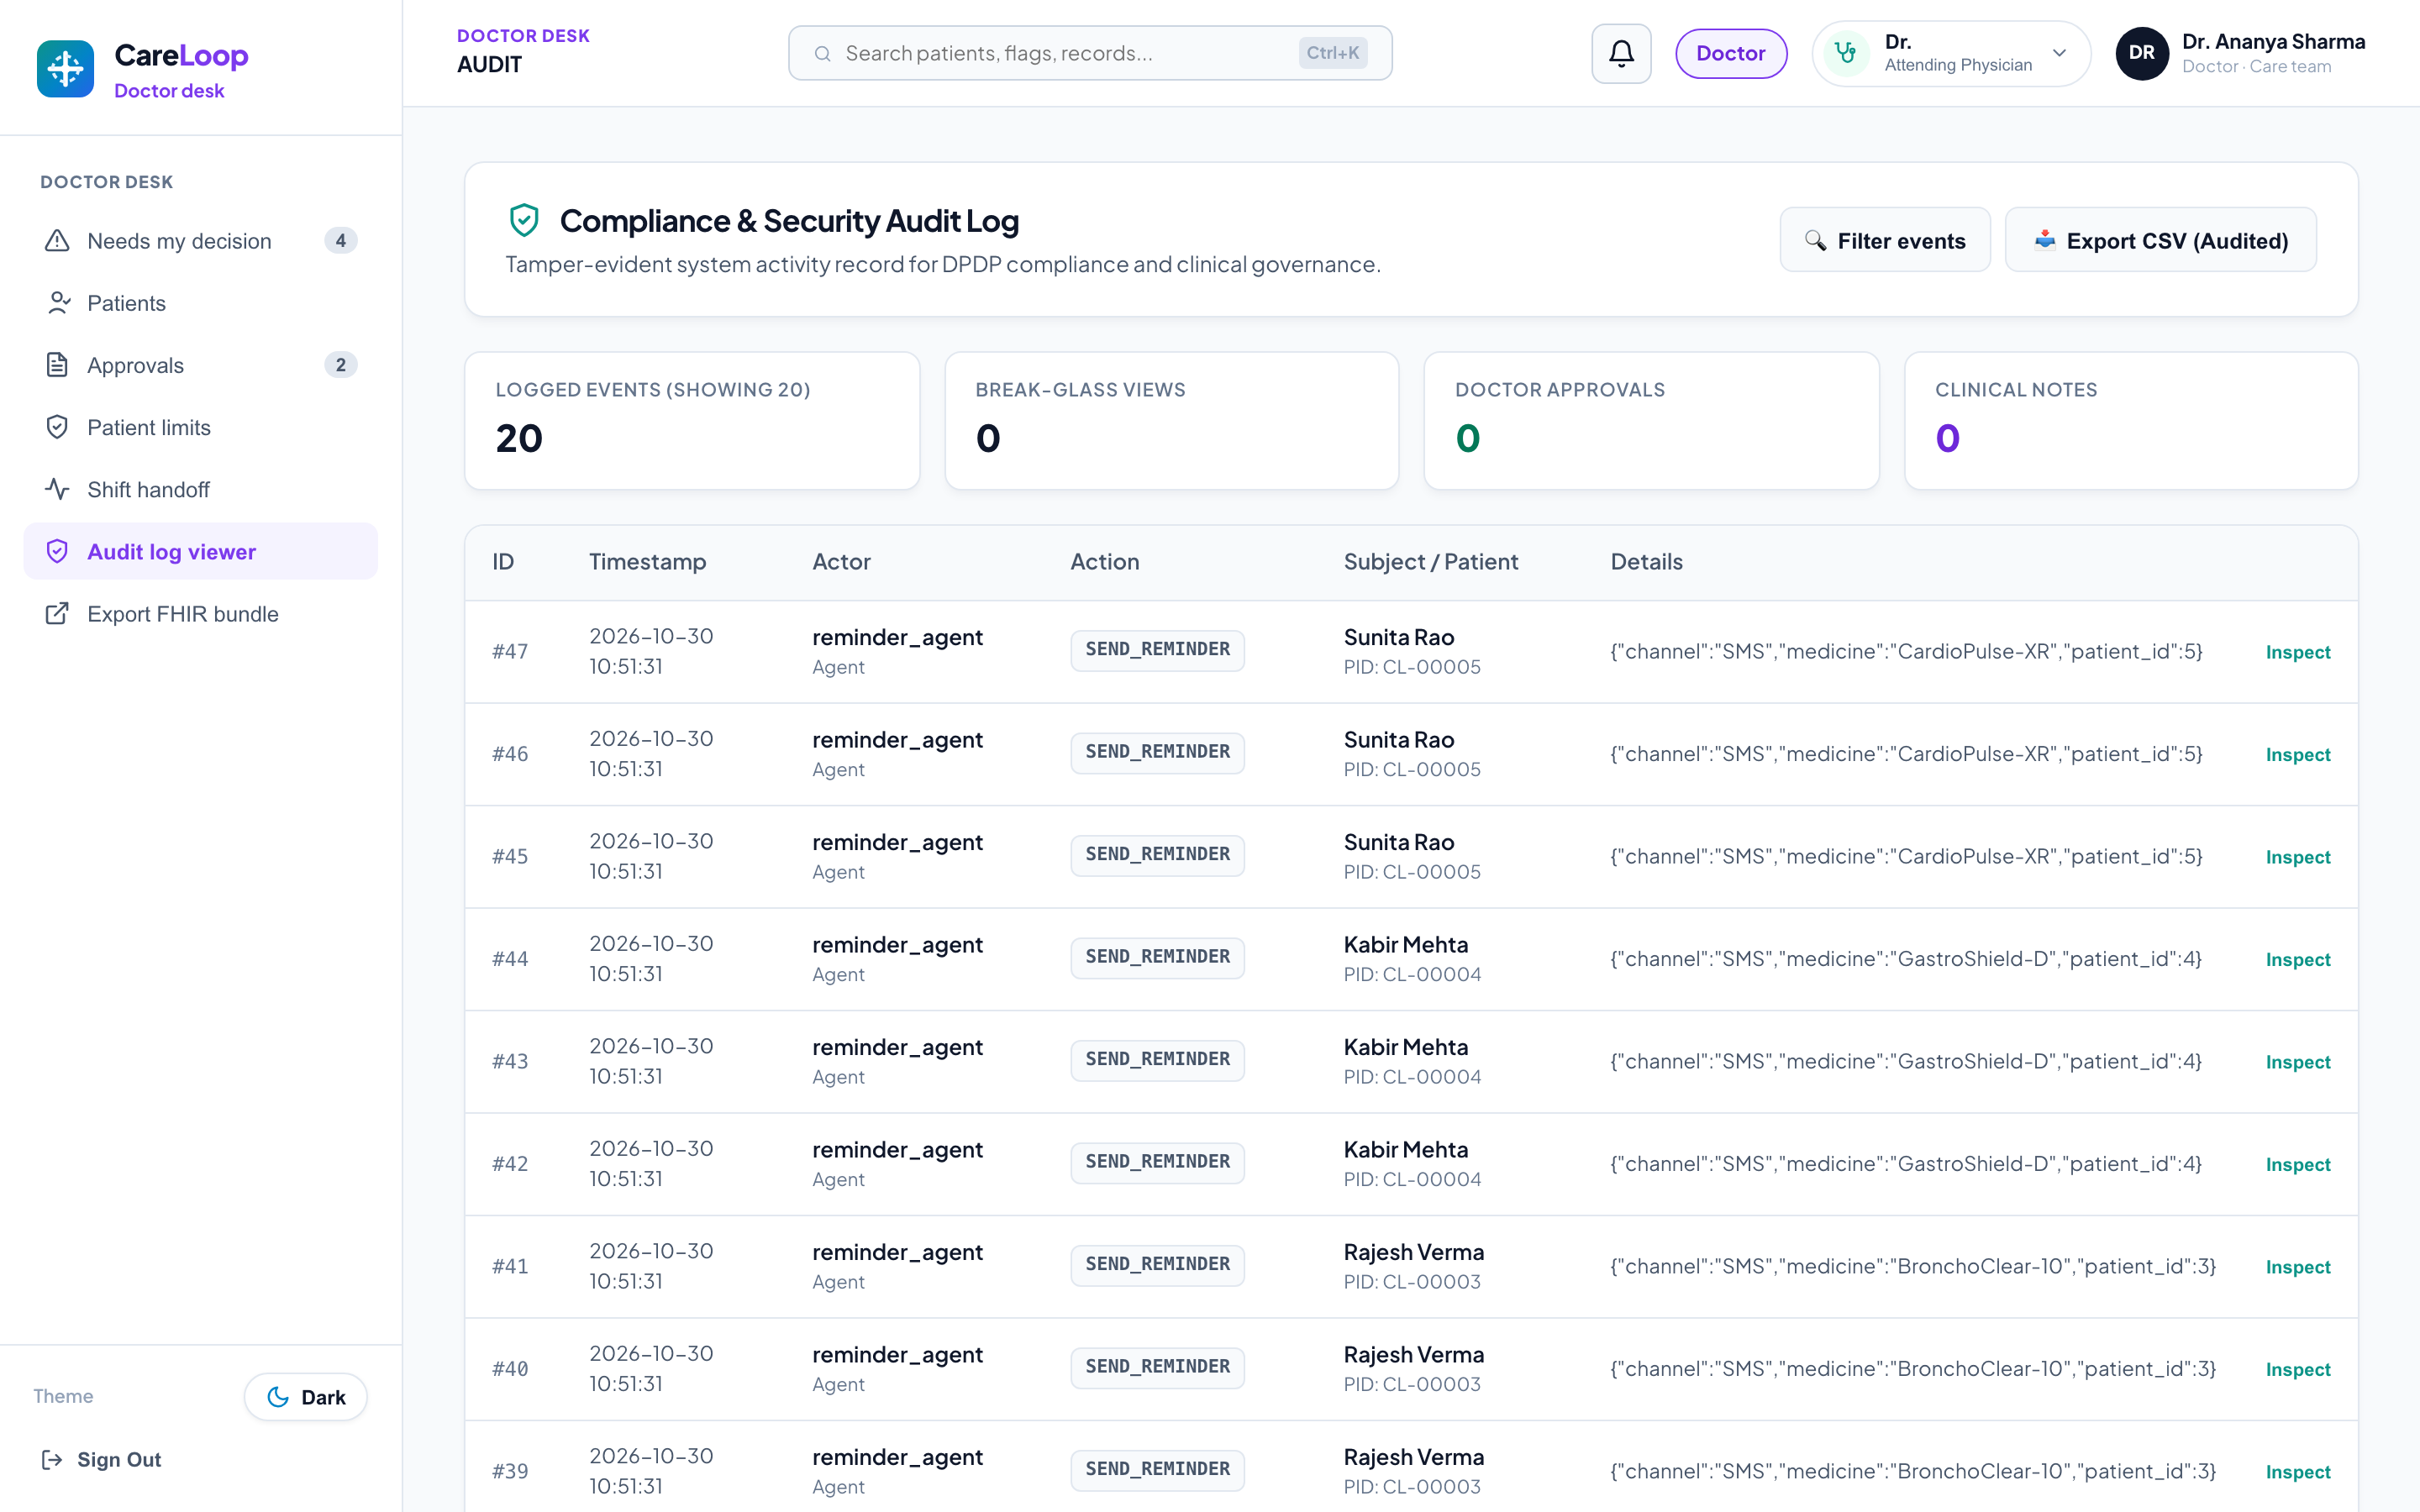 CareLoop
Doctor desk
DOCTOR DESK
Needs my decision 4
Patients
Approvals 2
Patient limits
Shift handoff
Audit log viewer
Export FHIR bundle
Theme Dark
Sign Out
DOCTOR DESK
AUDIT
Search patients, flags, records... Ctrl+K
Doctor
Dr.
Attending Physician
DR
Dr. Ananya Sharma
Doctor · Care team
Compliance & Security Audit Log
Tamper-evident system activity record for DPDP compliance and clinical governance.
Filter events
Export CSV (Audited)
LOGGED EVENTS (SHOWING 20)
20
BREAK-GLASS VIEWS
0
DOCTOR APPROVALS
0
CLINICAL NOTES
0
ID Timestamp Actor Action Subject / Patient Details
#47 2026-10-30 10:51:31 reminder_agent Agent SEND_REMINDER Sunita Rao PID: CL-00005 {"channel":"SMS","medicine":"CardioPulse-XR","patient_id":5} Inspect
#46 2026-10-30 10:51:31 reminder_agent Agent SEND_REMINDER Sunita Rao PID: CL-00005 {"channel":"SMS","medicine":"CardioPulse-XR","patient_id":5} Inspect
#45 2026-10-30 10:51:31 reminder_agent Agent SEND_REMINDER Sunita Rao PID: CL-00005 {"channel":"SMS","medicine":"CardioPulse-XR","patient_id":5} Inspect
#44 2026-10-30 10:51:31 reminder_agent Agent SEND_REMINDER Kabir Mehta PID: CL-00004 {"channel":"SMS","medicine":"GastroShield-D","patient_id":4} Inspect
#43 2026-10-30 10:51:31 reminder_agent Agent SEND_REMINDER Kabir Mehta PID: CL-00004 {"channel":"SMS","medicine":"GastroShield-D","patient_id":4} Inspect
#42 2026-10-30 10:51:31 reminder_agent Agent SEND_REMINDER Kabir Mehta PID: CL-00004 {"channel":"SMS","medicine":"GastroShield-D","patient_id":4} Inspect
#41 2026-10-30 10:51:31 reminder_agent Agent SEND_REMINDER Rajesh Verma PID: CL-00003 {"channel":"SMS","medicine":"BronchoClear-10","patient_id":3} Inspect
#40 2026-10-30 10:51:31 reminder_agent Agent SEND_REMINDER Rajesh Verma PID: CL-00003 {"channel":"SMS","medicine":"BronchoClear-10","patient_id":3} Inspect
#39 2026-10-30 10:51:31 reminder_agent Agent SEND_REMINDER Rajesh Verma PID: CL-00003 {"channel":"SMS","medicine":"BronchoClear-10","patient_id":3} Inspect